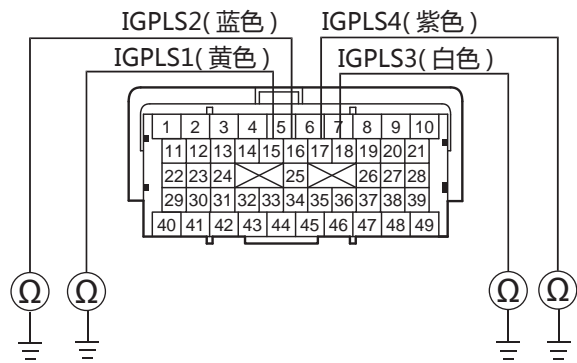 IGPLS2( 蓝色 ) IGPLS4( 紫色 )
IGPLS1( 黄色 ) IGPLS3( 白色 )
1 2 3 4 5 6 7 8 9 10
11 12 13 14 15 16 17 18 19 20 21
22 23 24 25 26 27 28
29 30 31 32 33 34 35 36 37 38 39
40 41 42 43 44 45 46 47 48 49
Ω Ω Ω Ω